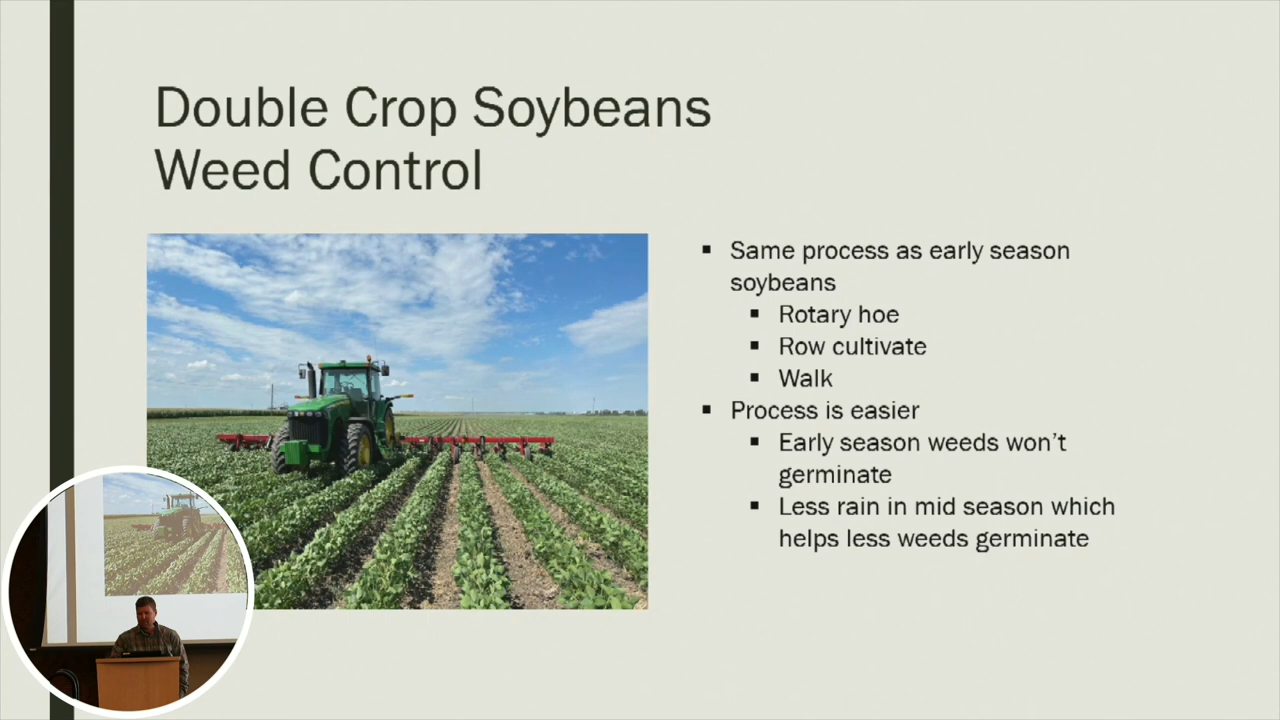 Double Crop Soybeans
Weed Control
▪ Same process as early season
soybeans
▪ Rotary hoe
▪ Row cultivate
▪ Walk
▪ Process is easier
▪ Early season weeds won’t
germinate
▪ Less rain in mid season which
helps less weeds germinate